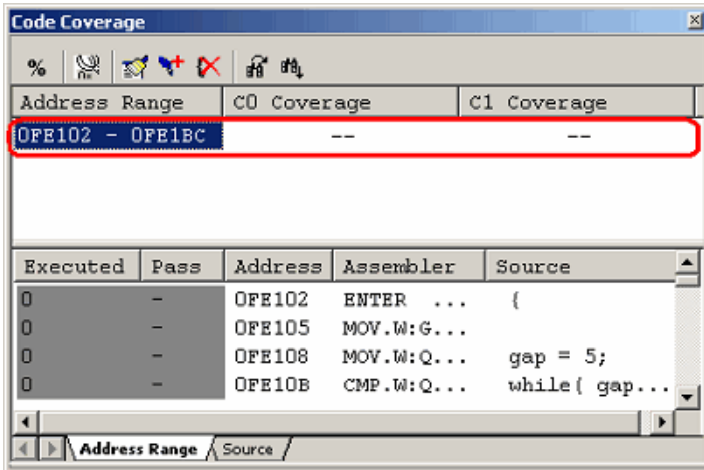 Code Coverage
%
Address Range C0 Coverage C1 Coverage
0FE102 - 0FE1BC -- --
Executed Pass Address Assembler Source
0 - 0FE102 ENTER ... {
0 - 0FE105 MOV.W:G...
0 - 0FE108 MOV.W:Q... gap = 5;
0 - 0FE10B CMP.W:Q... while( gap...
Address Range Source